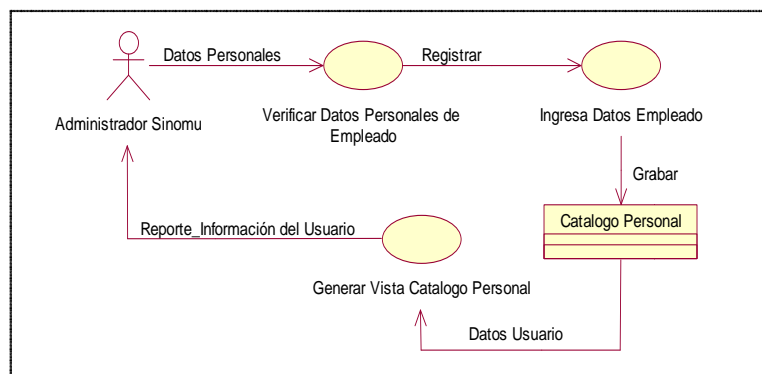 Datos Personales
Registrar
Administrador Sinomu
Verificar Datos Personales de
Empleado
Ingresa Datos Empleado
Grabar
Catalogo Personal
Reporte_Información del Usuario
Generar Vista Catalogo Personal
Datos Usuario